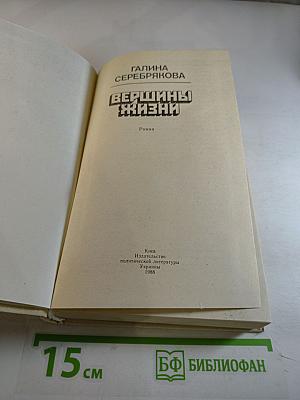 ГАЛИНА
СЕРЕБРЯКОВА
ВЕРШИНЫ
ЖИЗНИ
Роман
Киев
Издательство
политической литературы
Украины
1988
15 см
БФ БИБЛИОФАН